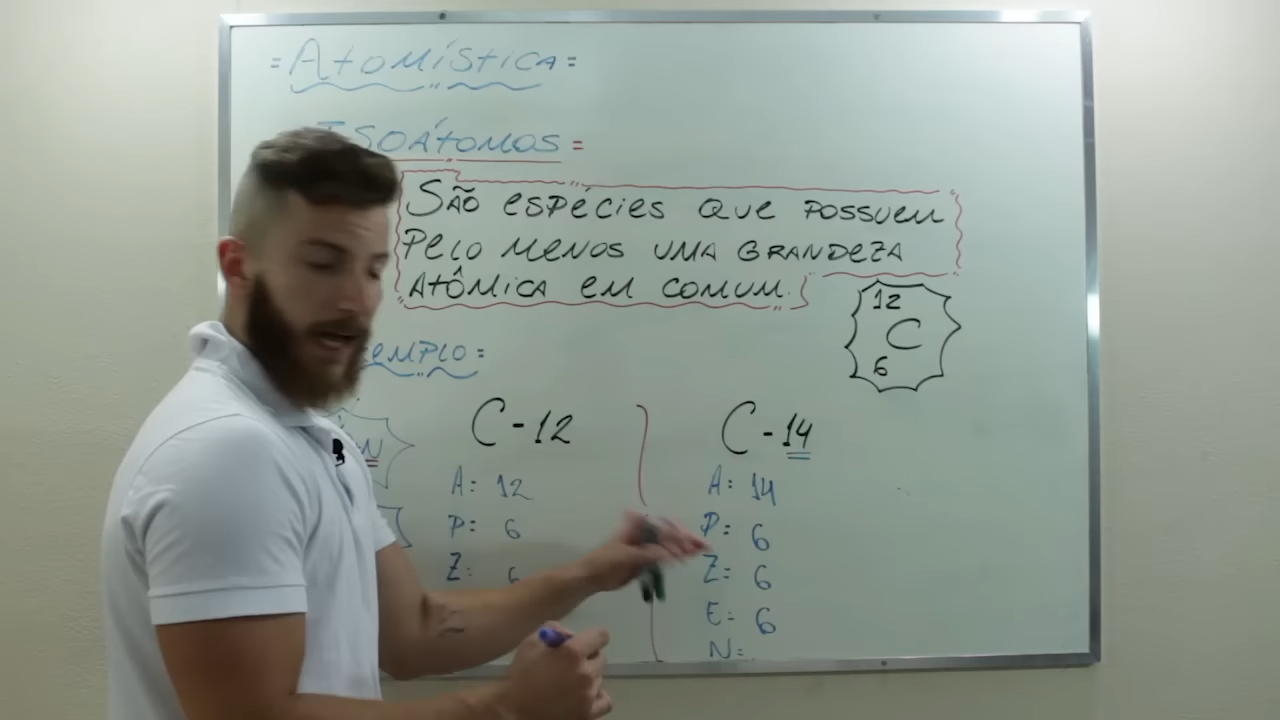 = Atomística =
Isoátomos =
São espécies que possuem
pelo menos uma grandeza
atômica em comum.
12
C
6
emplo:
C-12
A: 12
P: 6
Z: 6
C-14
A: 14
P: 6
Z: 6
E: 6
N: